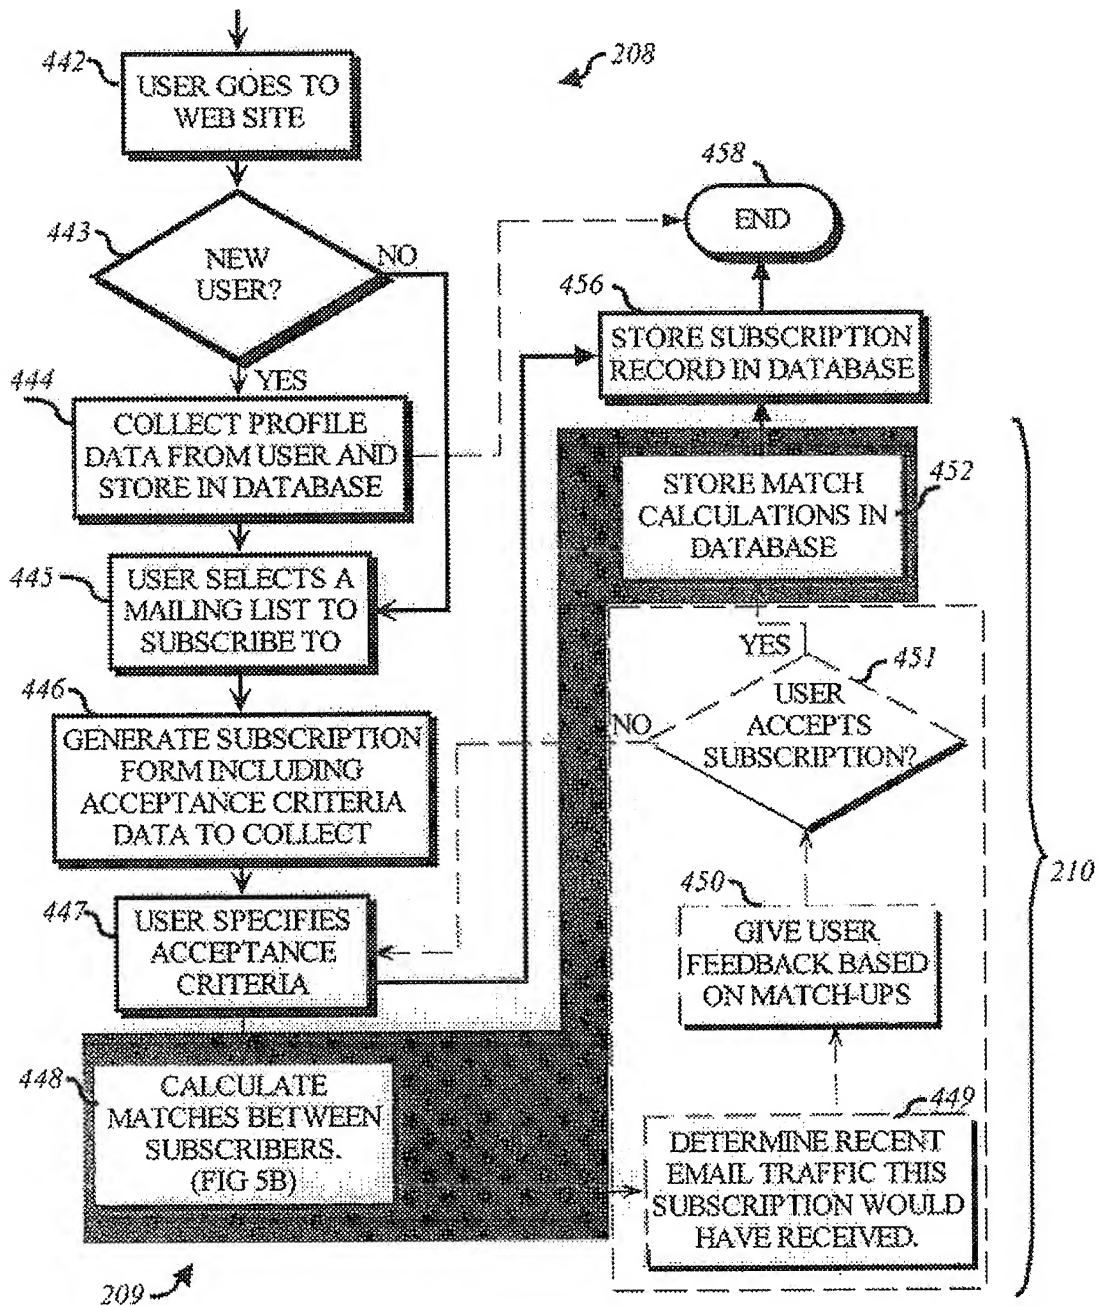 442
USER GOES TO
WEB SITE
208
443
NEW
USER?
NO
YES
444
COLLECT PROFILE
DATA FROM USER AND
STORE IN DATABASE
445
USER SELECTS A
MAILING LIST TO
SUBSCRIBE TO
446
GENERATE SUBSCRIPTION
FORM INCLUDING
ACCEPTANCE CRITERIA
DATA TO COLLECT
447
USER SPECIFIES
ACCEPTANCE
CRITERIA
448
CALCULATE
MATCHES BETWEEN
SUBSCRIBERS.
(FIG 5B)
209
458
END
456
STORE SUBSCRIPTION
RECORD IN DATABASE
452
STORE MATCH
CALCULATIONS IN
DATABASE
YES
451
USER
ACCEPTS
SUBSCRIPTION?
NO
450
GIVE USER
FEEDBACK BASED
ON MATCH-UPS
449
DETERMINE RECENT
EMAIL TRAFFIC THIS
SUBSCRIPTION WOULD
HAVE RECEIVED.
210